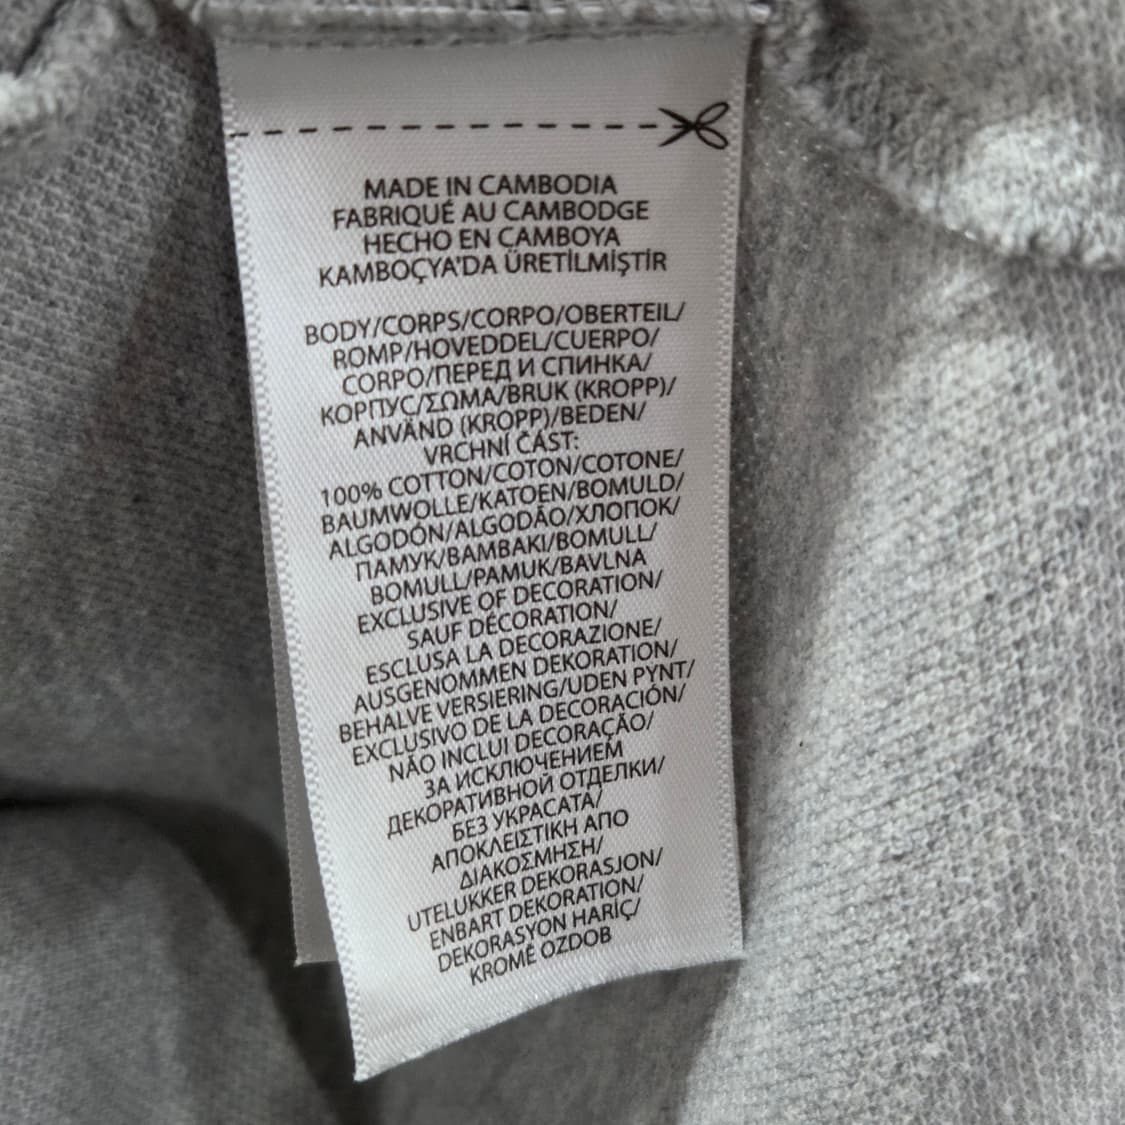 MADE IN CAMBODIA
FABRIQUÉ AU CAMBODGE
HECHO EN CAMBOYA
KAMBOÇYA'DA ÜRETİLMİŞTİR
BODY/CORPS/CORPO/OBERTEIL/
ROMP/HOVEDDEL/CUERPO/
CORPO/ПЕРЕД И СПИНКА/
КОРПУС/ΣΩΜΑ/BRUK (KROPP)/
ANVÄND (KROPP)/BEDEN/
VRCHNÍ ČÁST:
100% COTTON/COTON/COTONE/
BAUMWOLLE/KATOEN/BOMULD/
ALGODÓN/ALGODÃO/ХЛОПОК/
ПАМУК/BAMBAKI/BOMULL/
BOMULL/PAMUK/BAVLNA
EXCLUSIVE OF DECORATION/
SAUF DÉCORATION/
ESCLUSA LA DECORAZIONE/
AUSGENOMMEN DEKORATION/
BEHALVE VERSIERING/UDEN PYNT/
EXCLUSIVO DE LA DECORACIÓN/
NÃO INCLUI DECORAÇÃO/
ЗА ИСКЛЮЧЕНИЕМ
ДЕКОРАТИВНОЙ ОТДЕЛКИ/
БЕЗ УКРАСАТА/
ΑΠΟΚΛΕΙΣΤΙΚΗ ΑΠΟ
ΔΙΑΚΟΣΜΗΣΗ/
UTELUKKER DEKORASJON/
ENBART DEKORATION/
DEKORASYON HARİÇ/
KROMĚ OZDOB